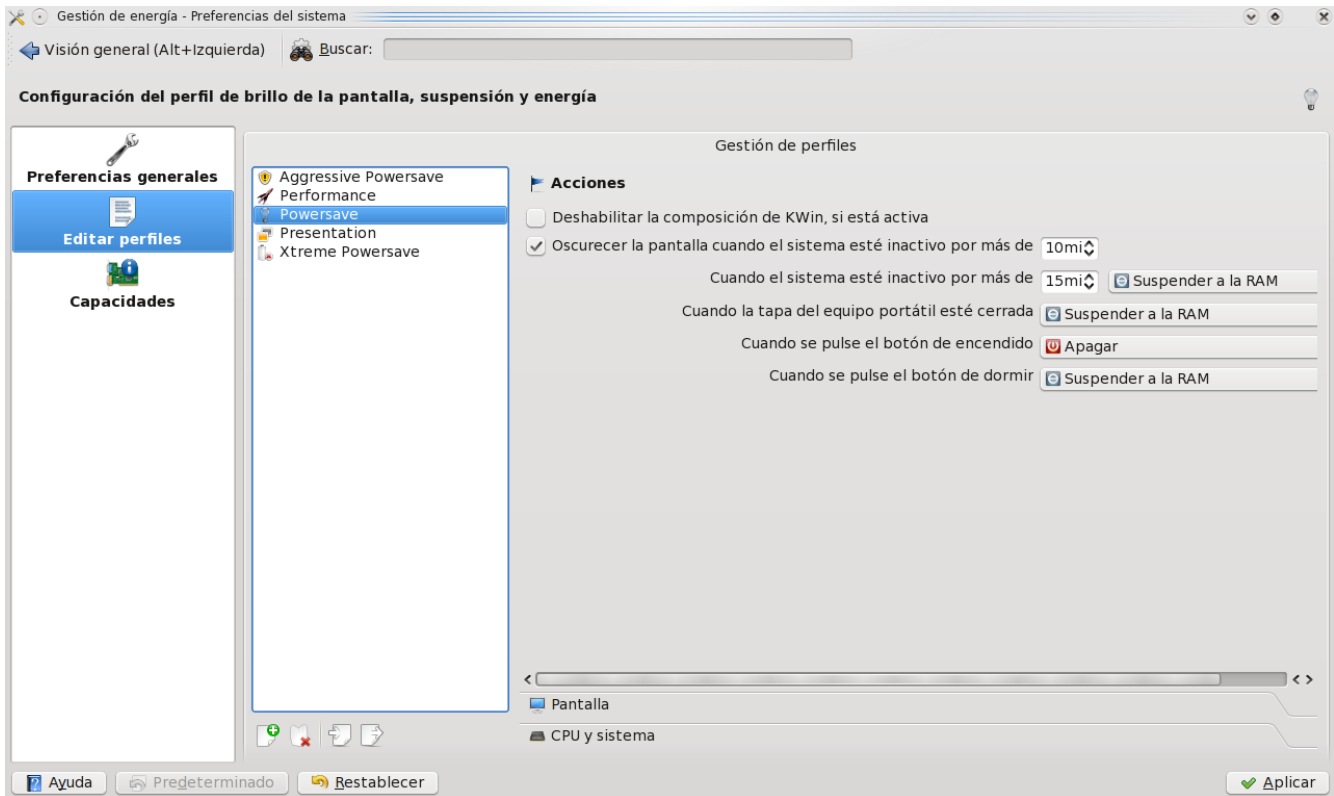 Gestión de energía - Preferencias del sistema
Visión general (Alt+Izquierda) Buscar:
Configuración del perfil de brillo de la pantalla, suspensión y energía
Preferencias generales
Editar perfiles
Capacidades
Gestión de perfiles
Aggressive Powersave
Performance
Powersave
Presentation
Xtreme Powersave
Acciones
Deshabilitar la composición de KWin, si está activa
Oscurecer la pantalla cuando el sistema esté inactivo por más de 10mi
Cuando el sistema esté inactivo por más de 15mi Suspender a la RAM
Cuando la tapa del equipo portátil esté cerrada Suspender a la RAM
Cuando se pulse el botón de encendido Apagar
Cuando se pulse el botón de dormir Suspender a la RAM
Pantalla
CPU y sistema
Ayuda Predeterminado Restablecer Aplicar